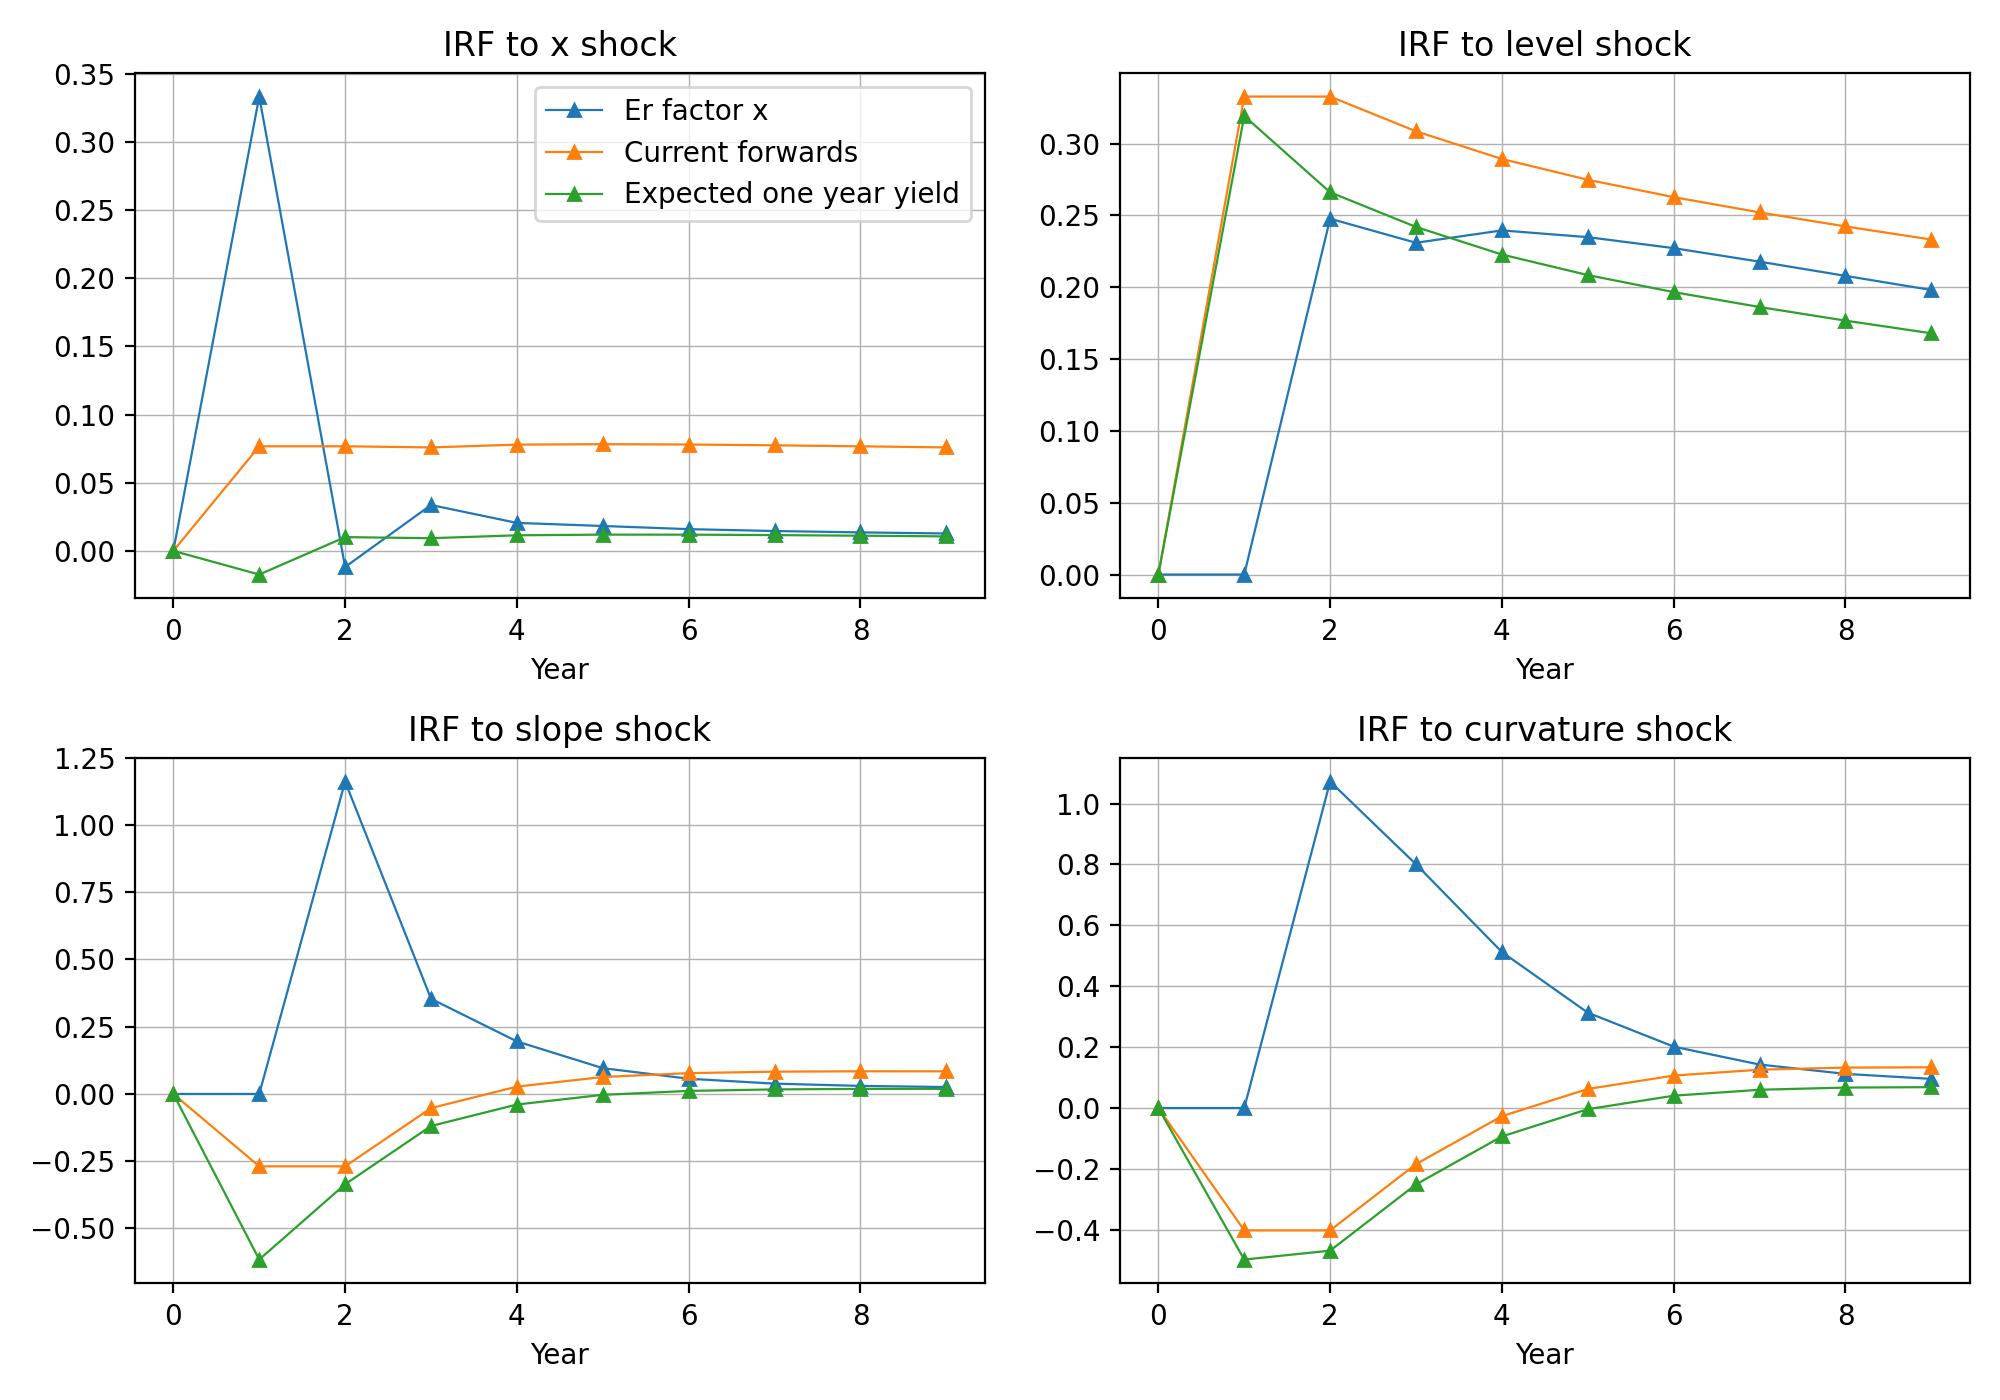 IRF to x shock
0.35
0.30
0.25
0.20
0.15
0.10
0.05
0.00
Er factor x
Current forwards
Expected one year yield
0 2 4 6 8
Year
IRF to level shock
0.30
0.25
0.20
0.15
0.10
0.05
0.00
0 2 4 6 8
Year
IRF to slope shock
1.25
1.00
0.75
0.50
0.25
0.00
−0.25
−0.50
0 2 4 6 8
Year
IRF to curvature shock
1.0
0.8
0.6
0.4
0.2
0.0
−0.2
−0.4
0 2 4 6 8
Year